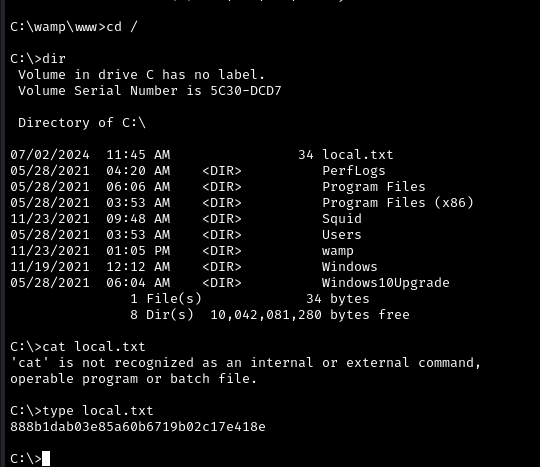 C:\wamp\www>cd /
C:\>dir
 Volume in drive C has no label.
 Volume Serial Number is 5C30-DCD7
 Directory of C:\
07/02/2024  11:45 AM                34 local.txt
05/28/2021  04:20 AM    <DIR>          PerfLogs
05/28/2021  06:06 AM    <DIR>          Program Files
05/28/2021  03:53 AM    <DIR>          Program Files (x86)
11/23/2021  09:48 AM    <DIR>          Squid
05/28/2021  03:53 AM    <DIR>          Users
11/23/2021  01:05 PM    <DIR>          wamp
11/19/2021  12:12 AM    <DIR>          Windows
05/28/2021  06:04 AM    <DIR>          Windows10Upgrade
               1 File(s)             34 bytes
               8 Dir(s)  10,042,081,280 bytes free
C:\>cat local.txt
'cat' is not recognized as an internal or external command,
operable program or batch file.
C:\>type local.txt
888b1dab03e85a60b6719b02c17e418e
C:\>